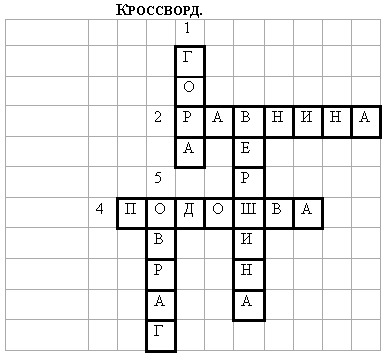 КРОССВОРД.
1
Г
О
2 Р А В Н И Н А
А Е
5 Р
4 П О Д О Ш В А
В И
Р Н
А А
Г